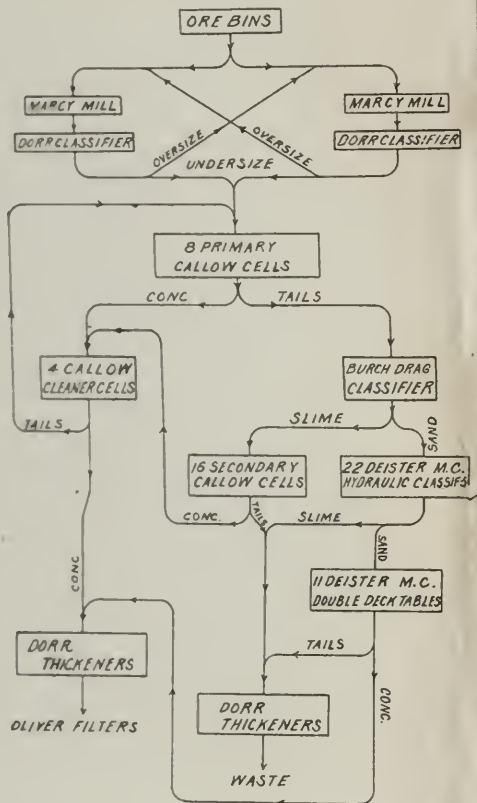 ORE BINS
MARCY MILL
MARCY MILL
DORR CLASSIFIER
DORR CLASSIFIER
OVERSIZE
OVERSIZE
UNDERSIZE
8 PRIMARY
CALLOW CELLS
CONC
TAILS
4 CALLOW
CLEANER CELLS
BURCH DRAG
CLASSIFIER
TAILS
SLIME
SAND
16 SECONDARY
CALLOW CELLS
22 DEISTER M.C.
HYDRAULIC CLASSIFS
CONC.
TAILS
SLIME
SAND
11 DEISTER M.C.
DOUBLE DECK TABLES
CONC
DORR
THICKENERS
TAILS
CONC.
DORR
THICKENERS
OLIVER FILTERS
WASTE